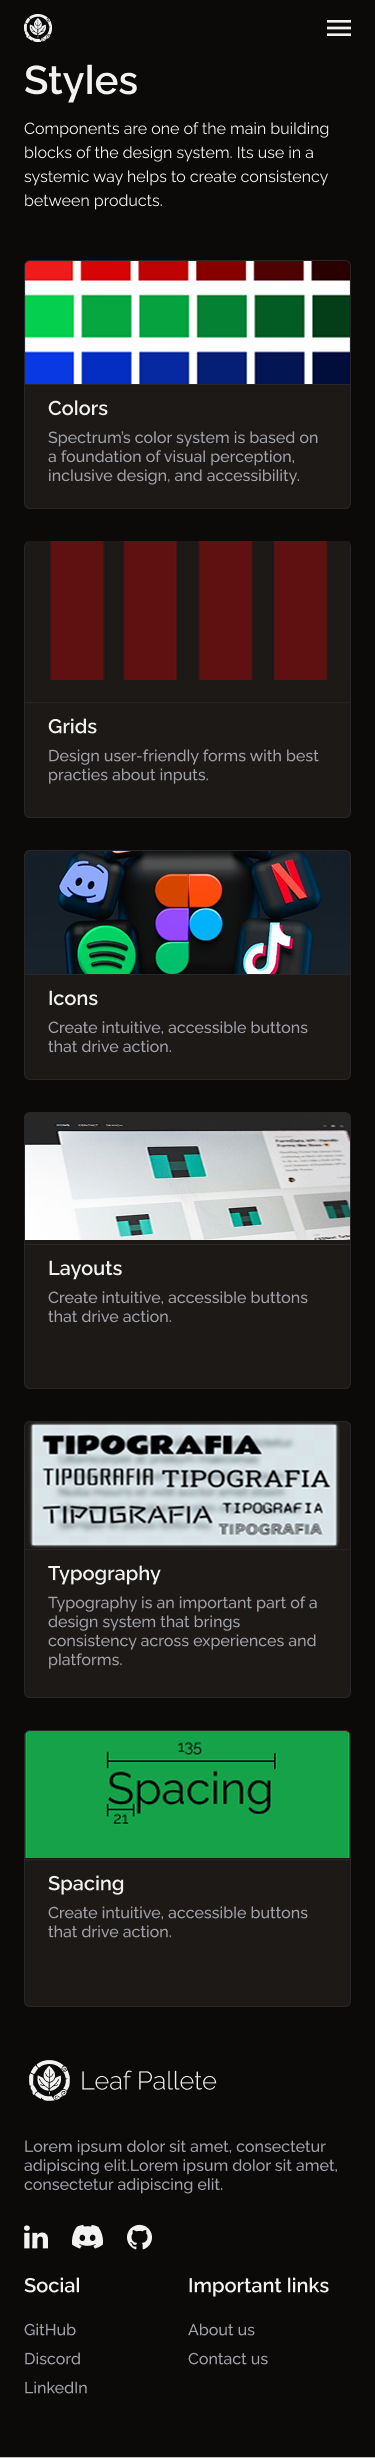 Styles
Components are one of the main building
blocks of the design system. Its use in a
systemic way helps to create consistency
between products.
Colors
Spectrum's color system is based on
a foundation of visual perception,
inclusive design, and accessibility.
Grids
Design user-friendly forms with best
practies about inputs.
Icons
Create intuitive, accessible buttons
that drive action.
Layouts
Create intuitive, accessible buttons
that drive action.
TIPOGRAFIA
TIPOGRAFIA TIPOGRAFIA
TIPOGRAFIA TIPOGRAFIA
TIPOGRAFIA
Typography
Typography is an important part of a
design system that brings
consistency across experiences and
platforms.
135
Spacing
21
Spacing
Create intuitive, accessible buttons
that drive action.
Leaf Pallete
Lorem ipsum dolor sit amet, consectetur
adipiscing elit.Lorem ipsum dolor sit amet,
consectetur adipiscing elit.
Social
Important links
GitHub
About us
Discord
Contact us
LinkedIn